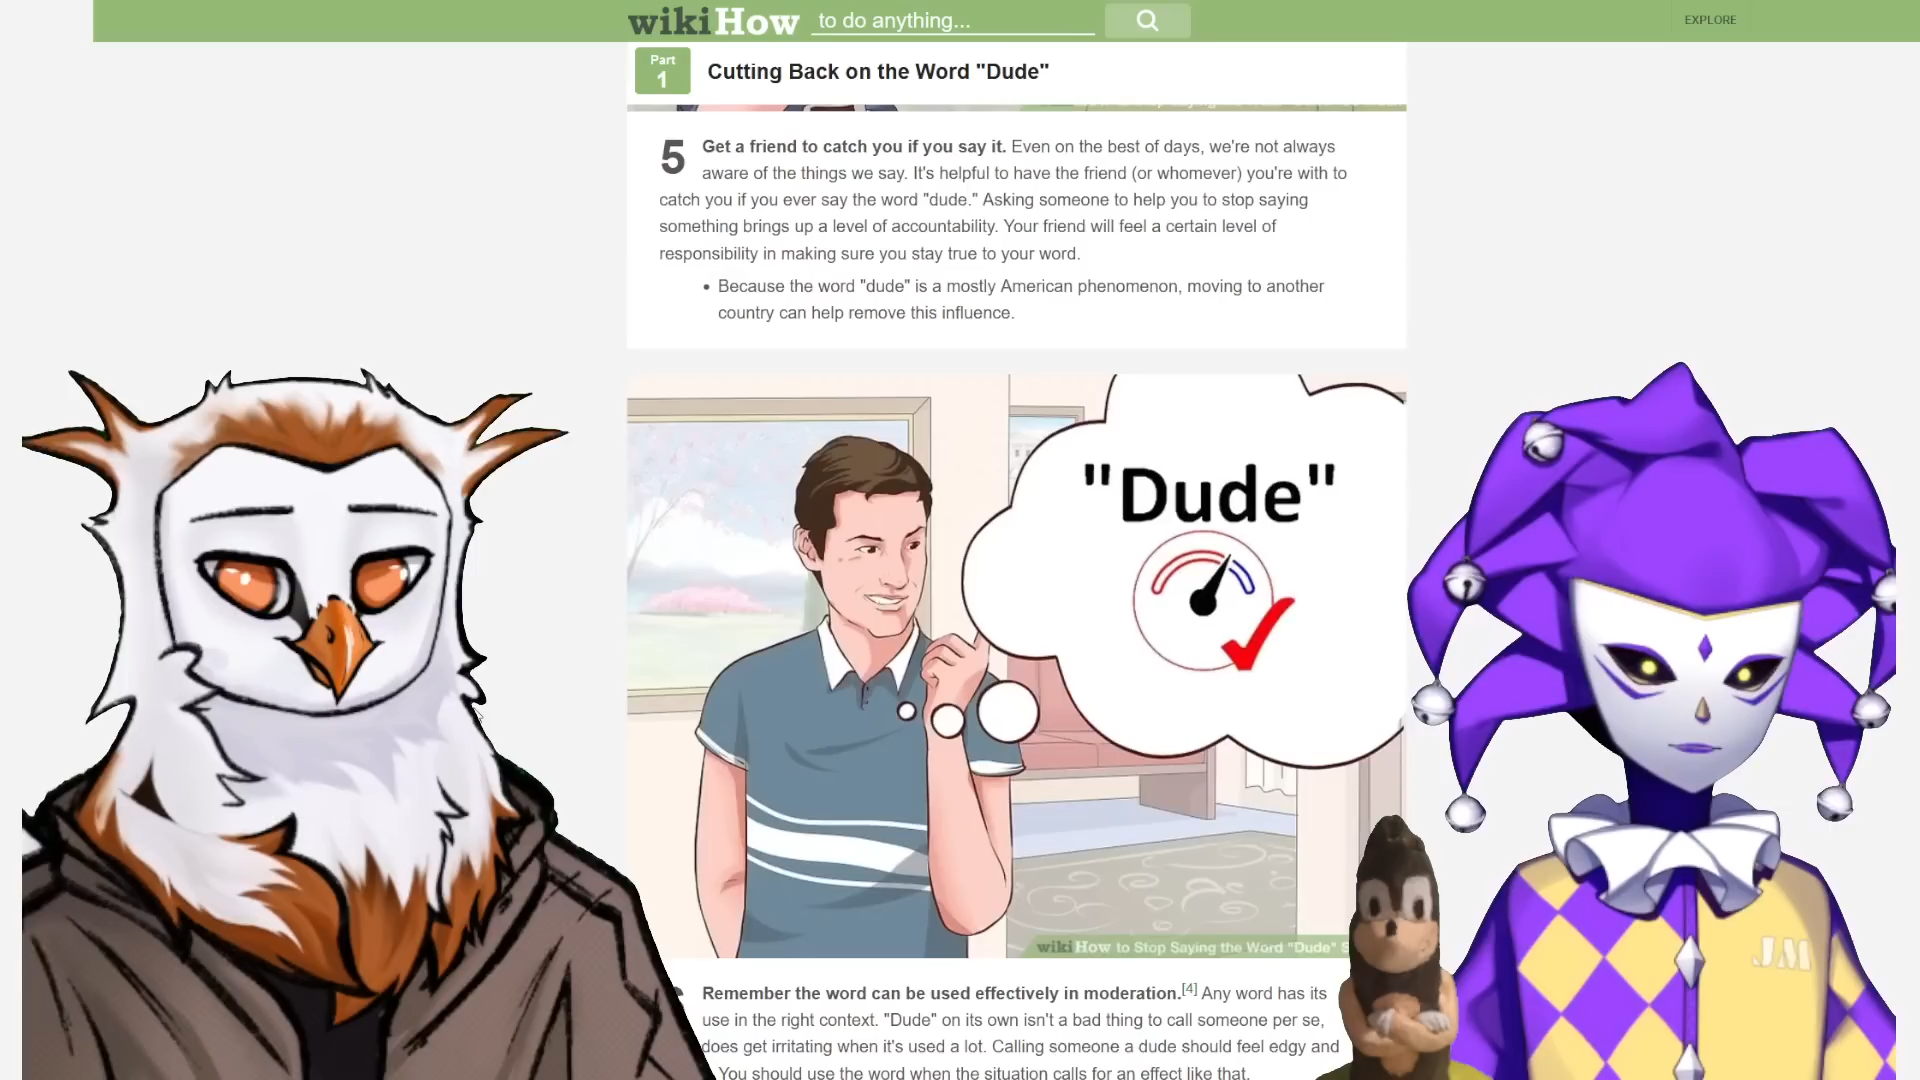 wikiHow to do anything...
EXPLORE
Part
1
Cutting Back on the Word "Dude"
5 Get a friend to catch you if you say it. Even on the best of days, we're not always
aware of the things we say. It's helpful to have the friend (or whomever) you're with to
catch you if you ever say the word "dude." Asking someone to help you to stop saying
something brings up a level of accountability. Your friend will feel a certain level of
responsibility in making sure you stay true to your word.
• Because the word "dude" is a mostly American phenomenon, moving to another
country can help remove this influence.
"Dude"
wikiHow to Stop Saying the Word "Dude"
JM
Remember the word can be used effectively in moderation.[4] Any word has its
use in the right context. "Dude" on its own isn't a bad thing to call someone per se,
does get irritating when it's used a lot. Calling someone a dude should feel edgy and
You should use the word when the situation calls for an effect like that.